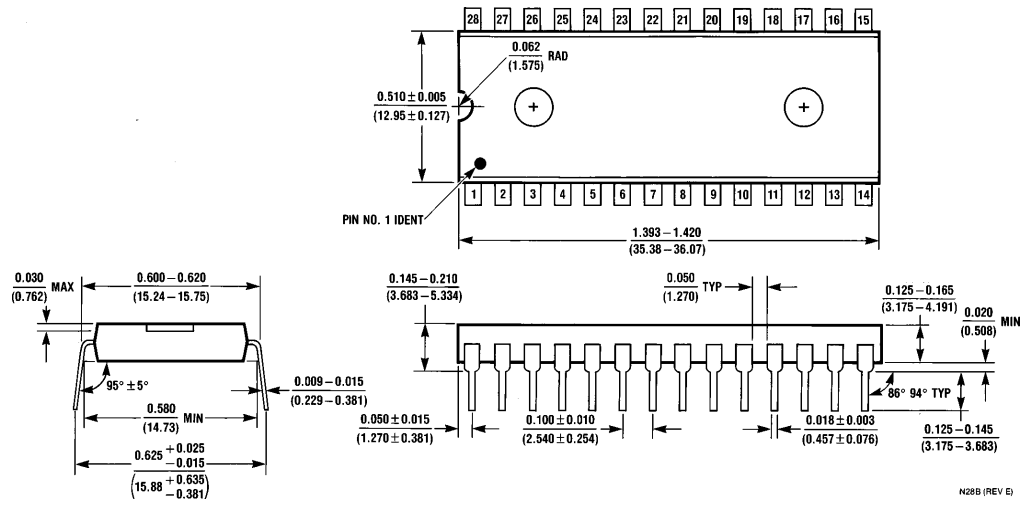 28 27 26 25 24 23 22 21 20 19 18 17 16 15
0.062
(1.575)
RAD
0.510 ± 0.005
(12.95 ± 0.127)
PIN NO. 1 IDENT
1 2 3 4 5 6 7 8 9 10 11 12 13 14
1.393 – 1.420
(35.38 – 36.07)
0.030
(0.762)
MAX
0.600 – 0.620
(15.24 – 15.75)
95° ± 5°
0.580
(14.73)
MIN
0.009 – 0.015
(0.229 – 0.381)
0.625 + 0.025
– 0.015
(15.88 + 0.635
– 0.381)
0.145 – 0.210
(3.683 – 5.334)
0.050
(1.270)
TYP
0.125 – 0.165
(3.175 – 4.191)
0.020
(0.508)
MIN
86° 94° TYP
0.050 ± 0.015
(1.270 ± 0.381)
0.100 ± 0.010
(2.540 ± 0.254)
0.018 ± 0.003
(0.457 ± 0.076)
0.125 – 0.145
(3.175 – 3.683)
N28B (REV E)